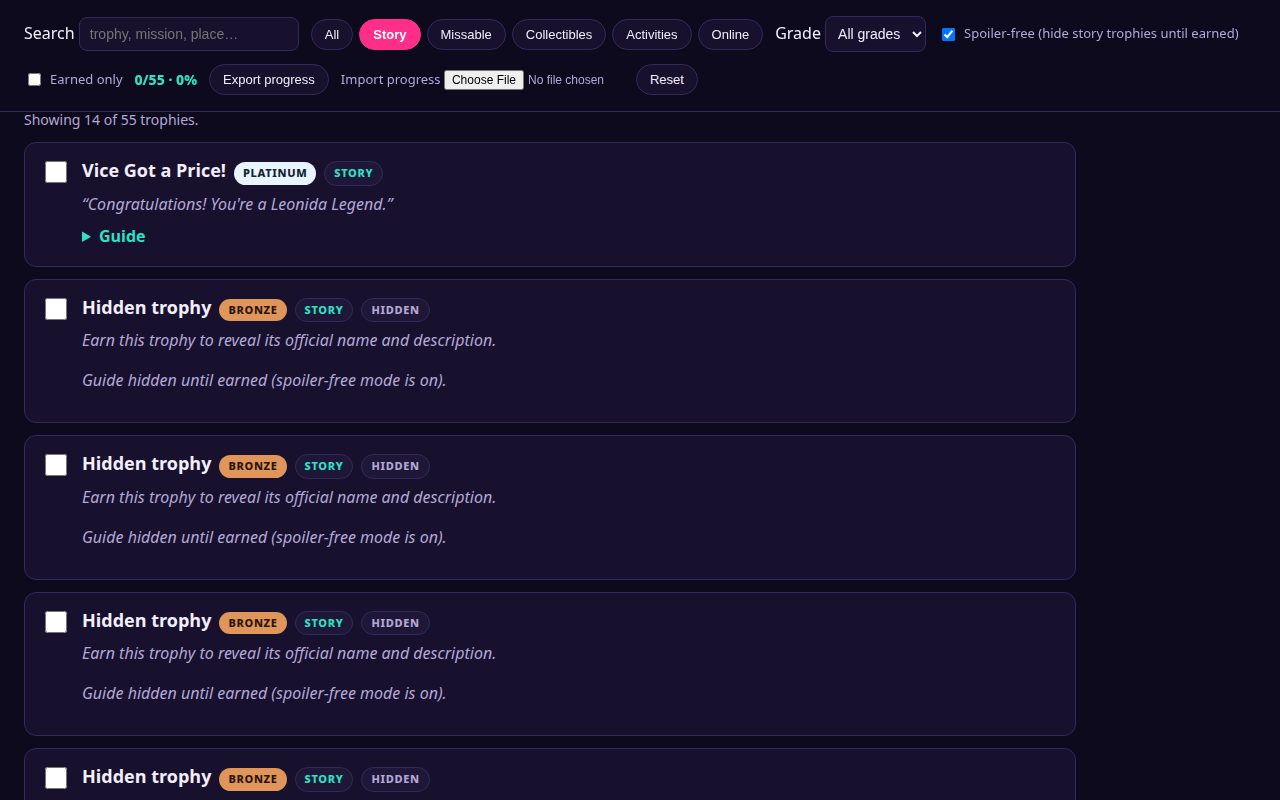 Search trophy, mission, place… All Story Missable Collectibles Activities Online Grade All grades Spoiler-free (hide story trophies until earned)
Earned only 0/55 · 0% Export progress Import progress Choose File No file chosen Reset
Showing 14 of 55 trophies.
Vice Got a Price! PLATINUM STORY
“Congratulations! You're a Leonida Legend.”
Guide
Hidden trophy BRONZE STORY HIDDEN
Earn this trophy to reveal its official name and description.
Guide hidden until earned (spoiler-free mode is on).
Hidden trophy BRONZE STORY HIDDEN
Earn this trophy to reveal its official name and description.
Guide hidden until earned (spoiler-free mode is on).
Hidden trophy BRONZE STORY HIDDEN
Earn this trophy to reveal its official name and description.
Guide hidden until earned (spoiler-free mode is on).
Hidden trophy BRONZE STORY HIDDEN